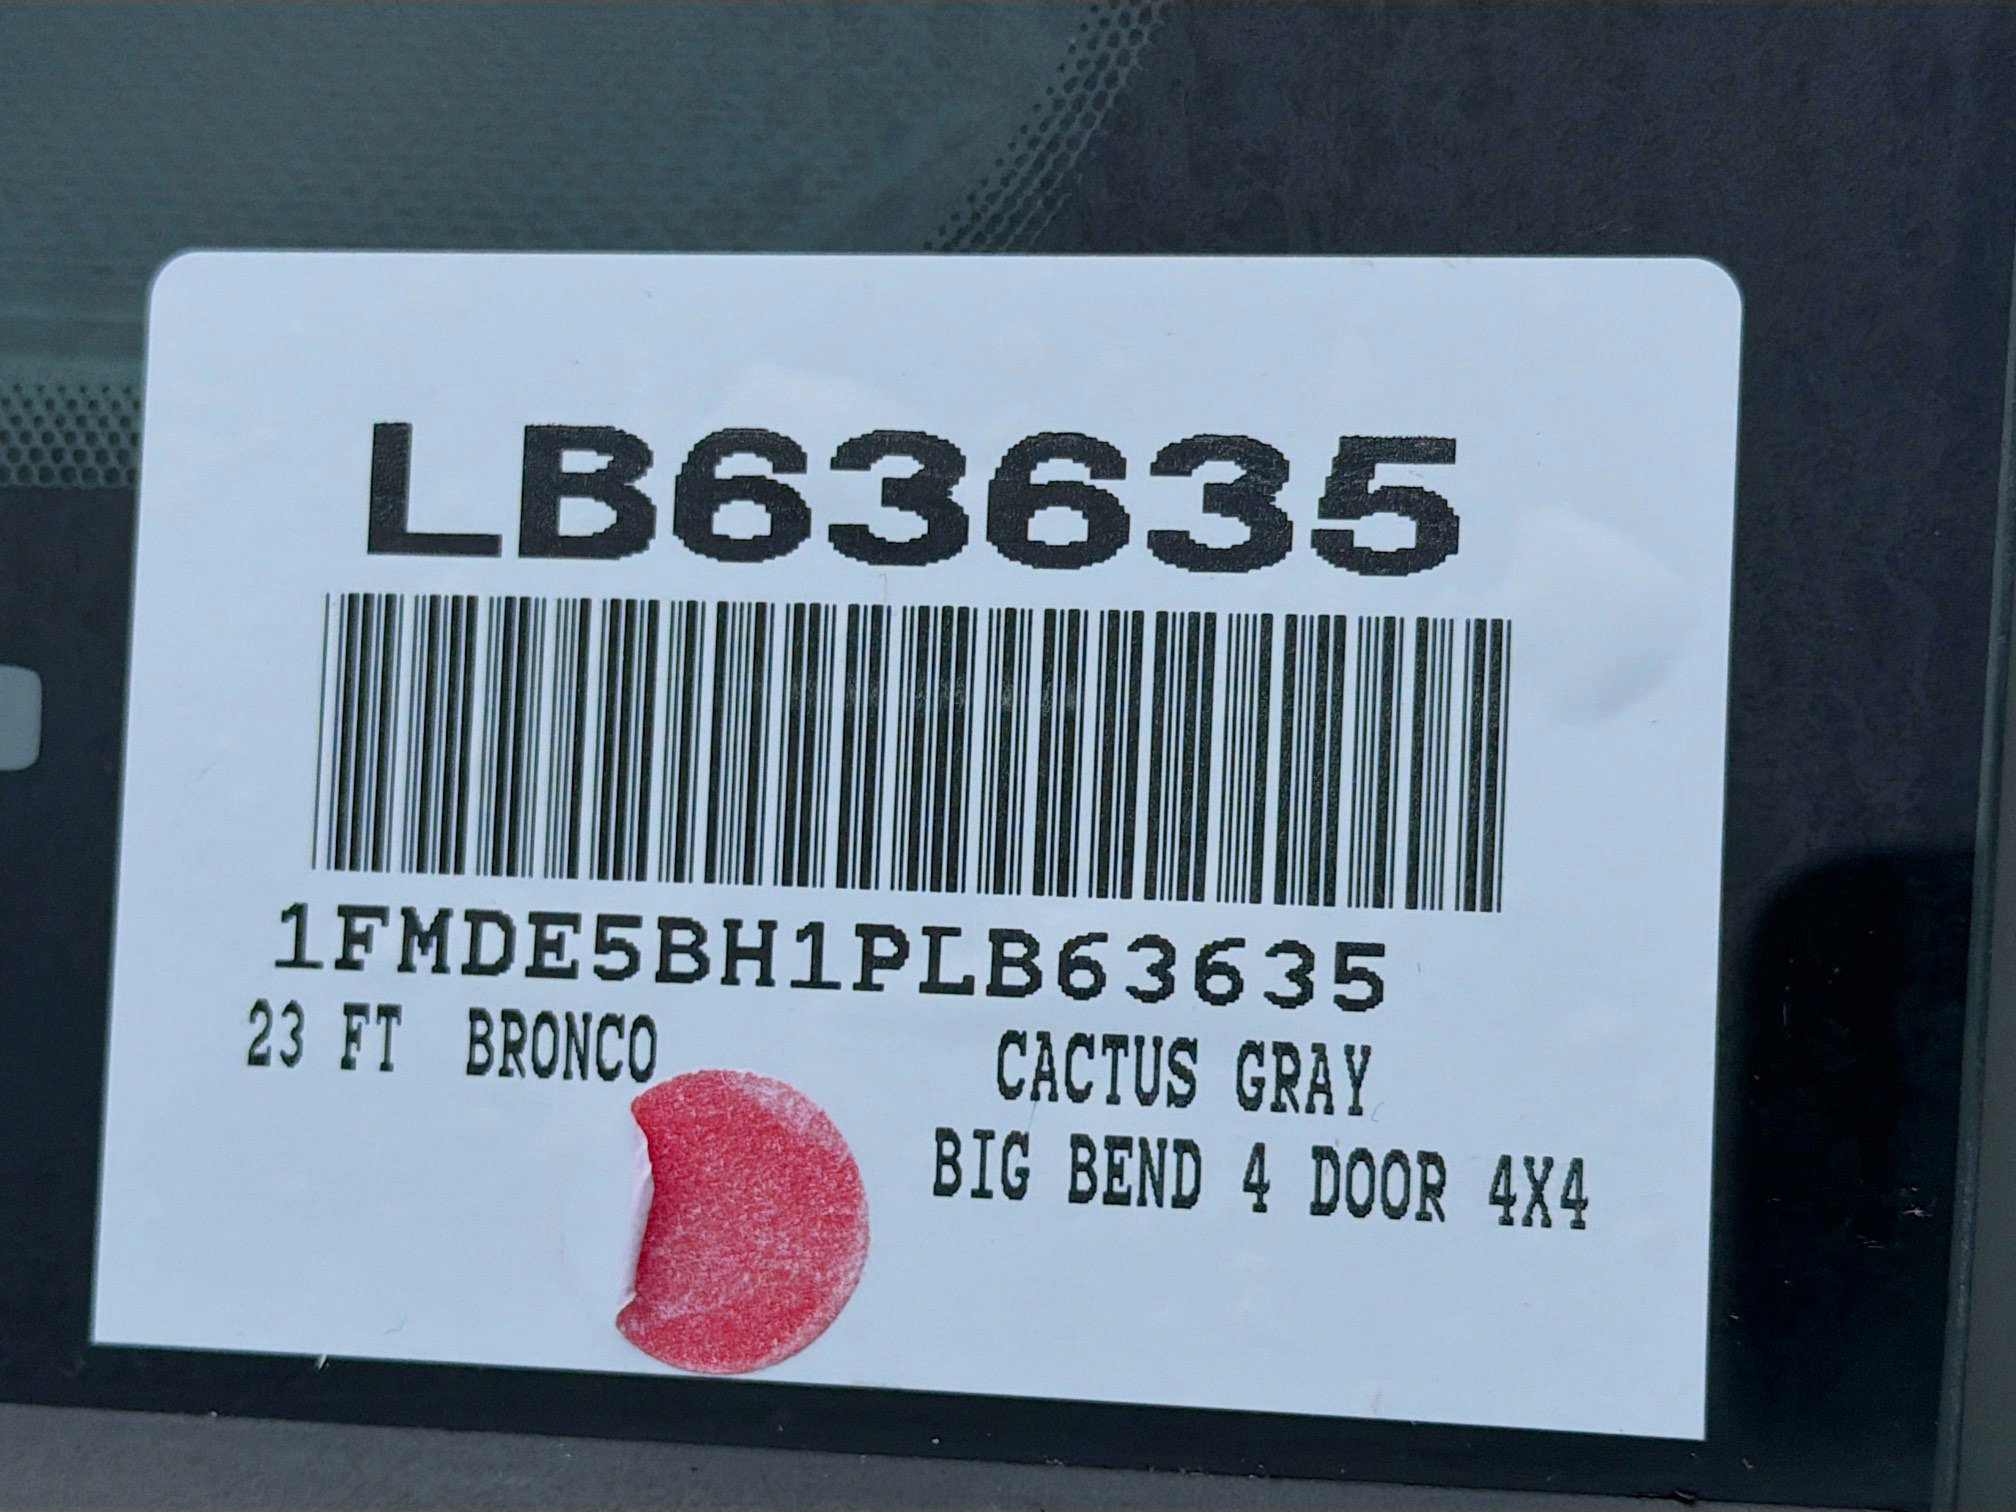 LB63635
1FMDE5BH1PLB63635
23 FT BRONCO
CACTUS GRAY
BIG BEND 4 DOOR 4X4